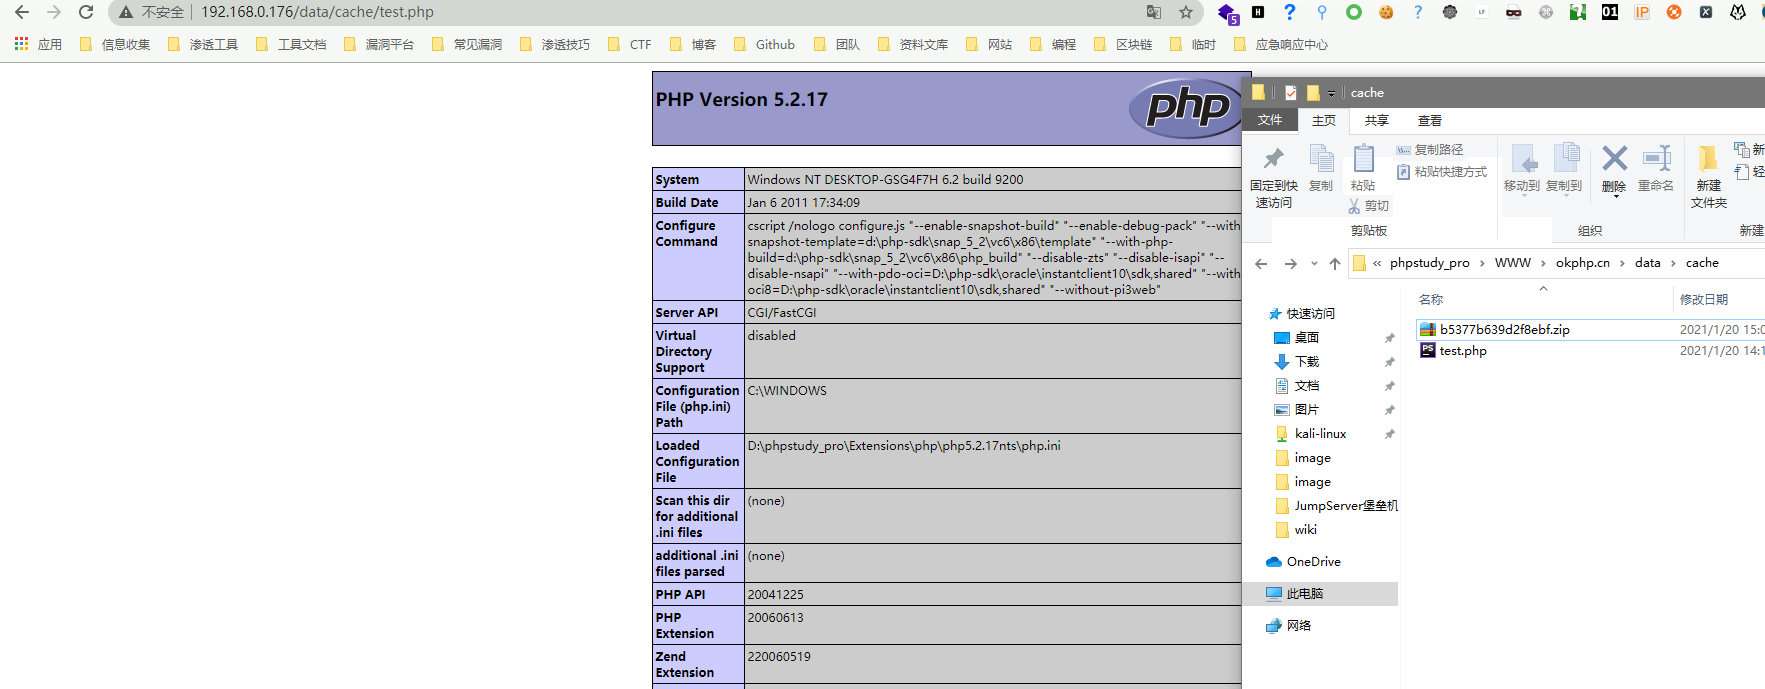 不安全 192.168.0.176/data/cache/test.php
5 H ? LF 01 IP X
应用 信息收集 渗透工具 工具文档 漏洞平台 常见漏洞 渗透技巧 CTF 博客 Github 团队 资料文库 网站 编程 区块链 临时 应急响应中心
PHP Version 5.2.17
php
System Windows NT DESKTOP-GSG4F7H 6.2 build 9200
Build Date Jan 6 2011 17:34:09
Configure Command
cscript /nologo configure.js "--enable-snapshot-build" "--enable-debug-pack" "--with
snapshot-template=d:\php-sdk\snap_5_2\vc6\x86\template" "--with-php-
build=d:\php-sdk\snap_5_2\vc6\x86\php_build" "--disable-zts" "--disable-isapi" "--
disable-nsapi" "--with-pdo-oci=D:\php-sdk\oracle\instantclient10\sdk,shared" "--with
oci8=D:\php-sdk\oracle\instantclient10\sdk,shared" "--without-pi3web"
Server API CGI/FastCGI
Virtual disabled
Directory
Support
Configuration C:\WINDOWS
File (php.ini)
Path
Loaded D:\phpstudy_pro\Extensions\php\php5.2.17nts\php.ini
Configuration
File
Scan this dir (none)
for additional
.ini files
additional .ini (none)
files parsed
PHP API 20041225
PHP 20060613
Extension
Zend 220060519
Extension
cache
文件 主页 共享 查看
固定到快
速访问
复制
粘贴
复制路径
粘贴快捷方式
剪切
剪贴板
移动到 复制到 删除 重命名
组织
新建
文件夹
新
轻
新建
« phpstudy_pro › WWW › okphp.cn › data › cache
快速访问
桌面
下载
文档
图片
kali-linux
image
image
JumpServer堡垒机
wiki
OneDrive
此电脑
网络
名称 修改日期
b5377b639d2f8ebf.zip 2021/1/20 15:0
PS test.php 2021/1/20 14:1